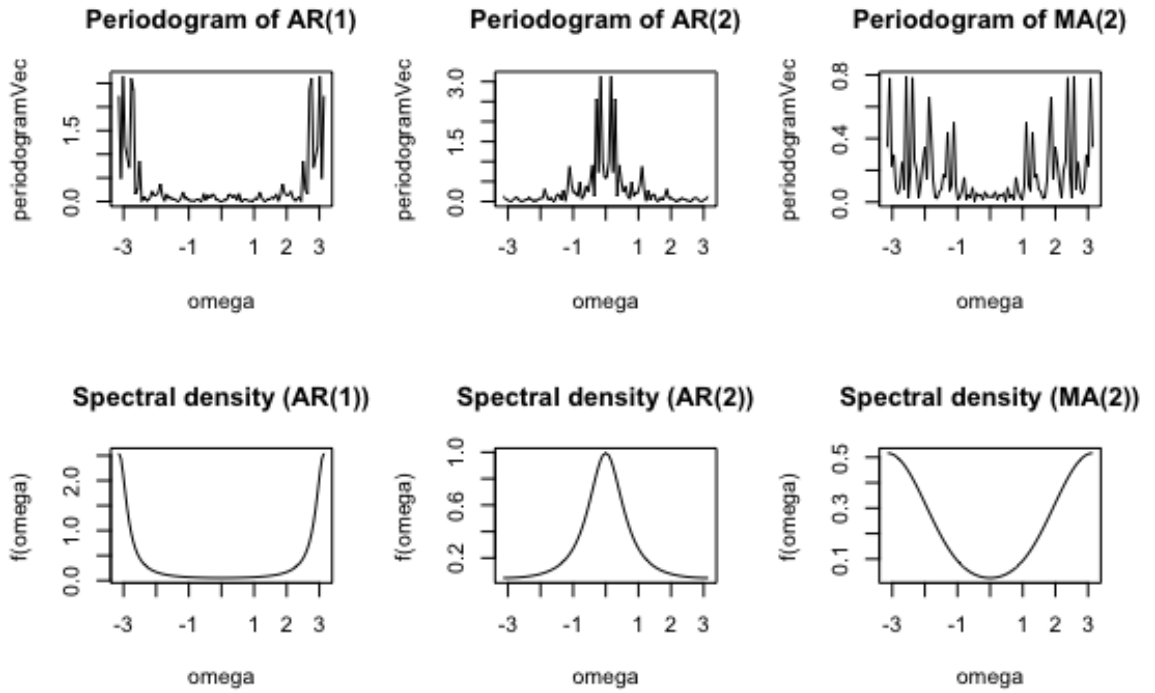 Periodogram of AR(1)
periodogramVec
0.0 1.5
-3 -1 1 2 3
omega
Periodogram of AR(2)
periodogramVec
0.0 1.5 3.0
-3 -1 1 2 3
omega
Periodogram of MA(2)
periodogramVec
0.0 0.4 0.8
-3 -1 1 2 3
omega
Spectral density (AR(1))
f(omega)
0.0 1.0 2.0
-3 -1 1 2 3
omega
Spectral density (AR(2))
f(omega)
0.2 0.6 1.0
-3 -1 1 2 3
omega
Spectral density (MA(2))
f(omega)
0.1 0.3 0.5
-3 -1 1 2 3
omega